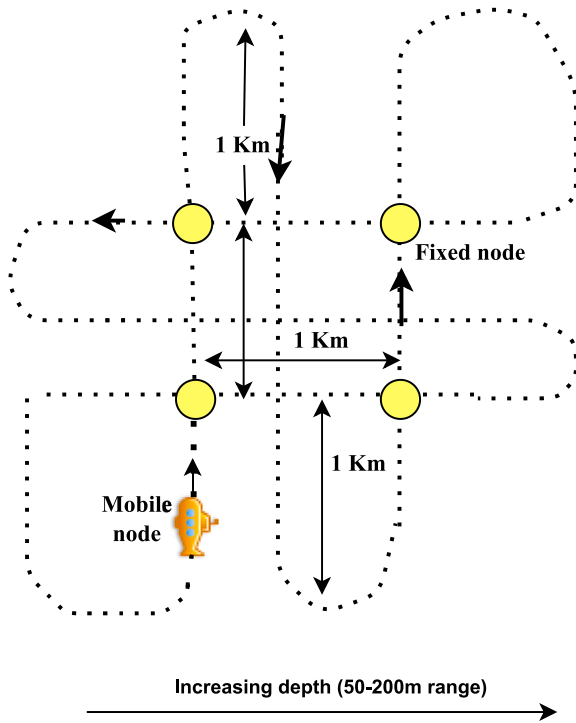 1 Km
Fixed node
1 Km
1 Km
Mobile
node
Increasing depth (50-200m range)